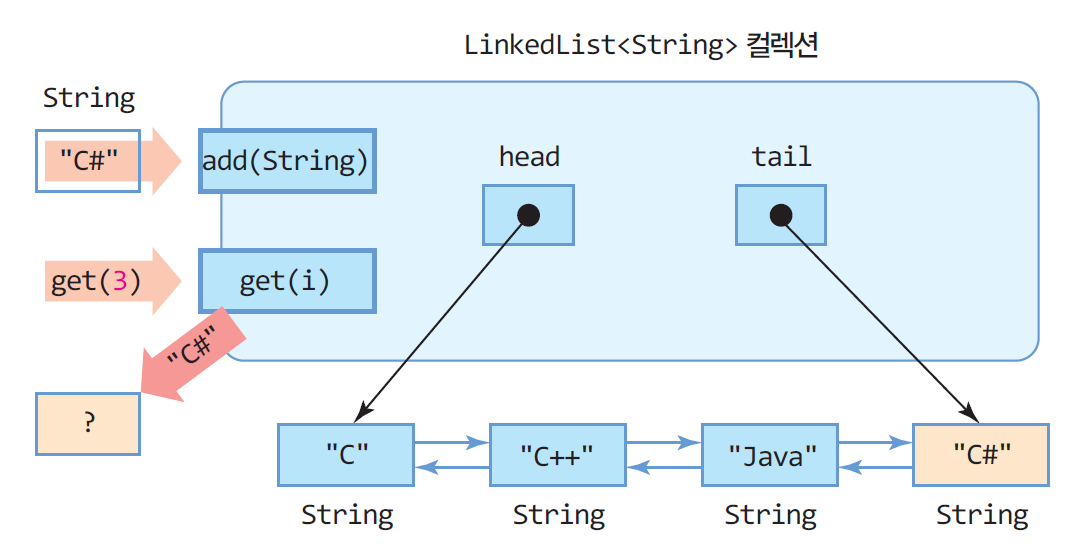 LinkedList<String> 컬렉션
String
"C#"
add(String)
head
tail
get(3)
get(i)
"C#"
?
"C"
"C++"
"Java"
"C#"
String
String
String
String